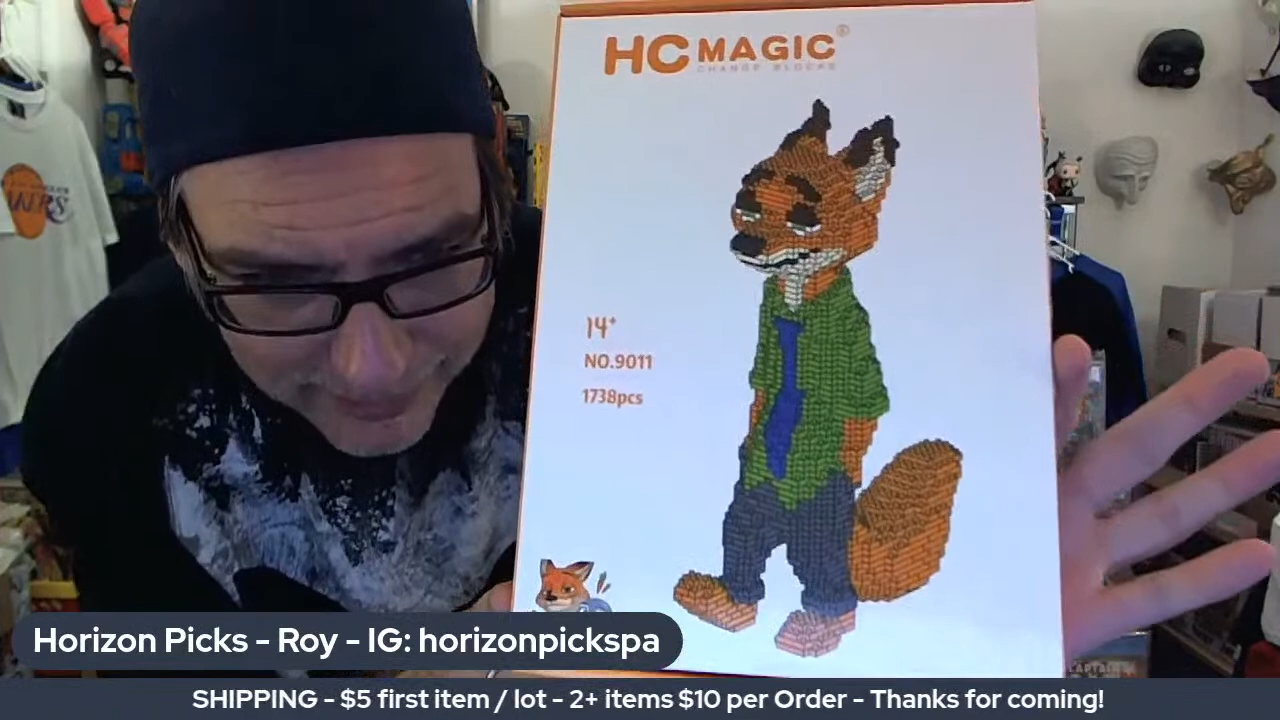 HC MAGIC®
CHANGE BLOCKS
14+
NO.9011
1738pcs
Horizon Picks - Roy - IG: horizonpickspa
SHIPPING - $5 first item / lot - 2+ items $10 per Order - Thanks for coming!